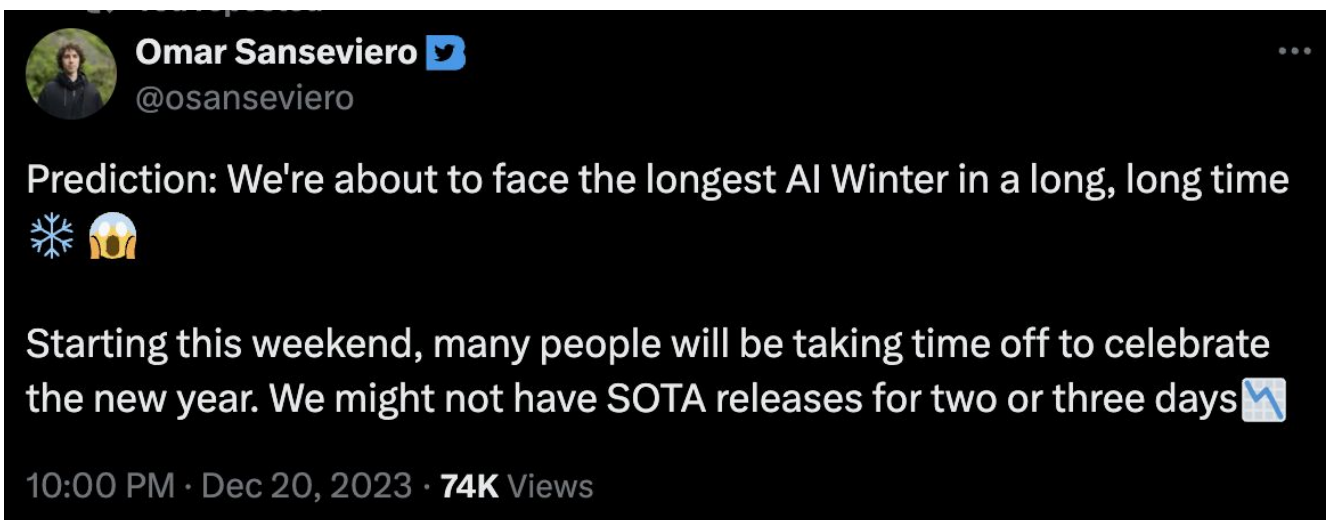 Omar Sanseviero
@osanseviero
Prediction: We're about to face the longest AI Winter in a long, long time
❄️ 😱
Starting this weekend, many people will be taking time off to celebrate
the new year. We might not have SOTA releases for two or three days📉
10:00 PM · Dec 20, 2023 · 74K Views